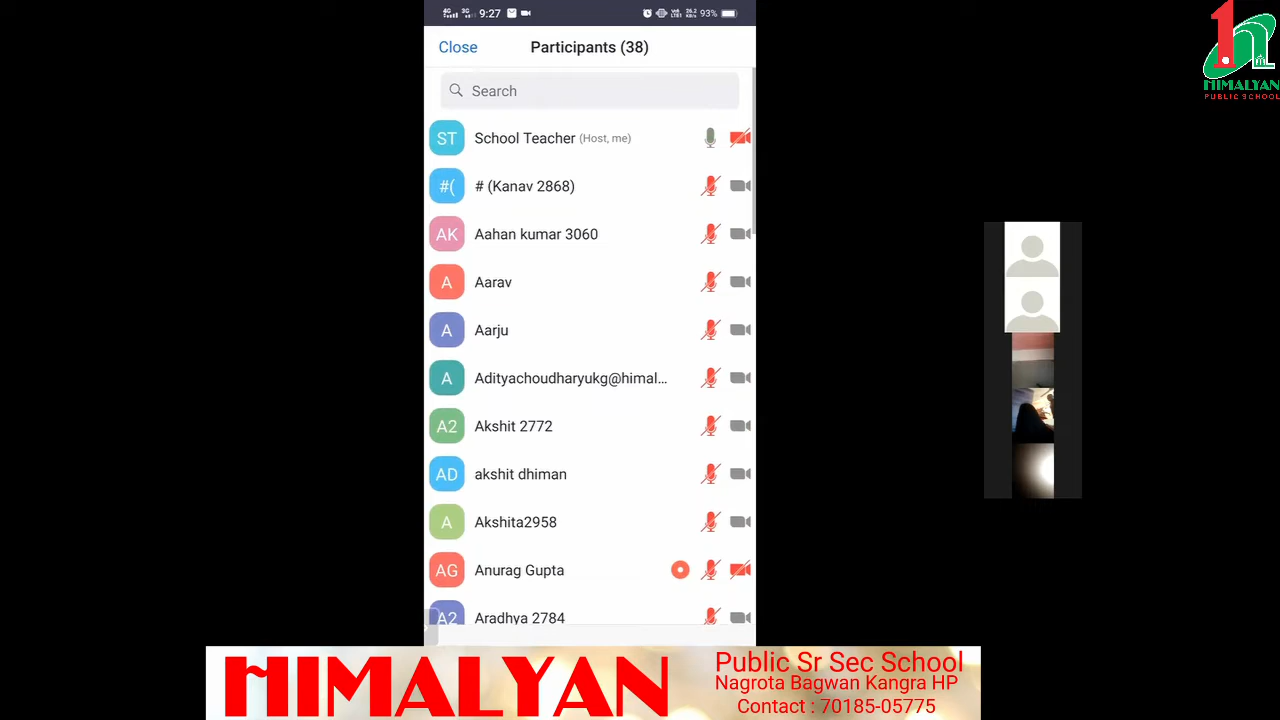 9:27
93%
Close
Participants (38)
Search
ST
School Teacher (Host, me)
#(
# (Kanav 2868)
AK
Aahan kumar 3060
A
Aarav
A
Aarju
A
Adityachoudharyukg@himal...
A2
Akshit 2772
AD
akshit dhiman
A
Akshita2958
AG
Anurag Gupta
A2
Aradhya 2784
HIMALYAN
PUBLIC SCHOOL
HIMALYAN
Public Sr Sec School
Nagrota Bagwan Kangra HP
Contact : 70185-05775